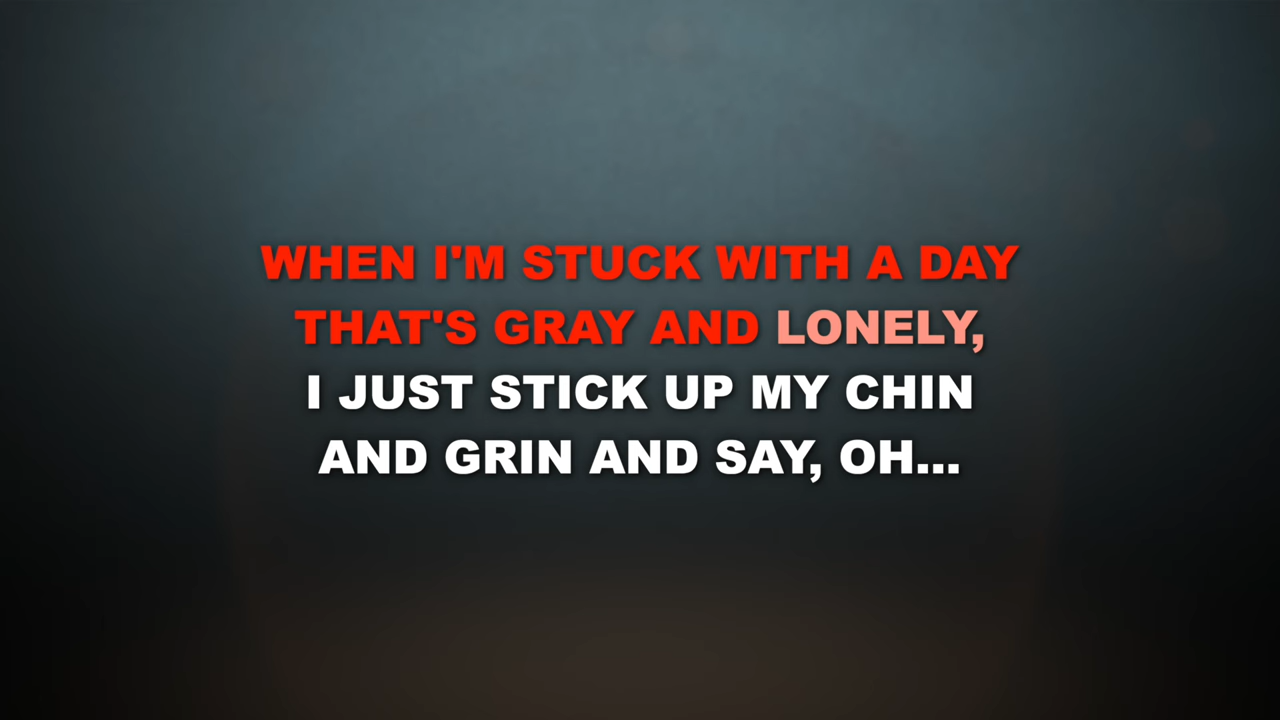 WHEN I'M STUCK WITH A DAY
THAT'S GRAY AND LONELY,
I JUST STICK UP MY CHIN
AND GRIN AND SAY, OH...